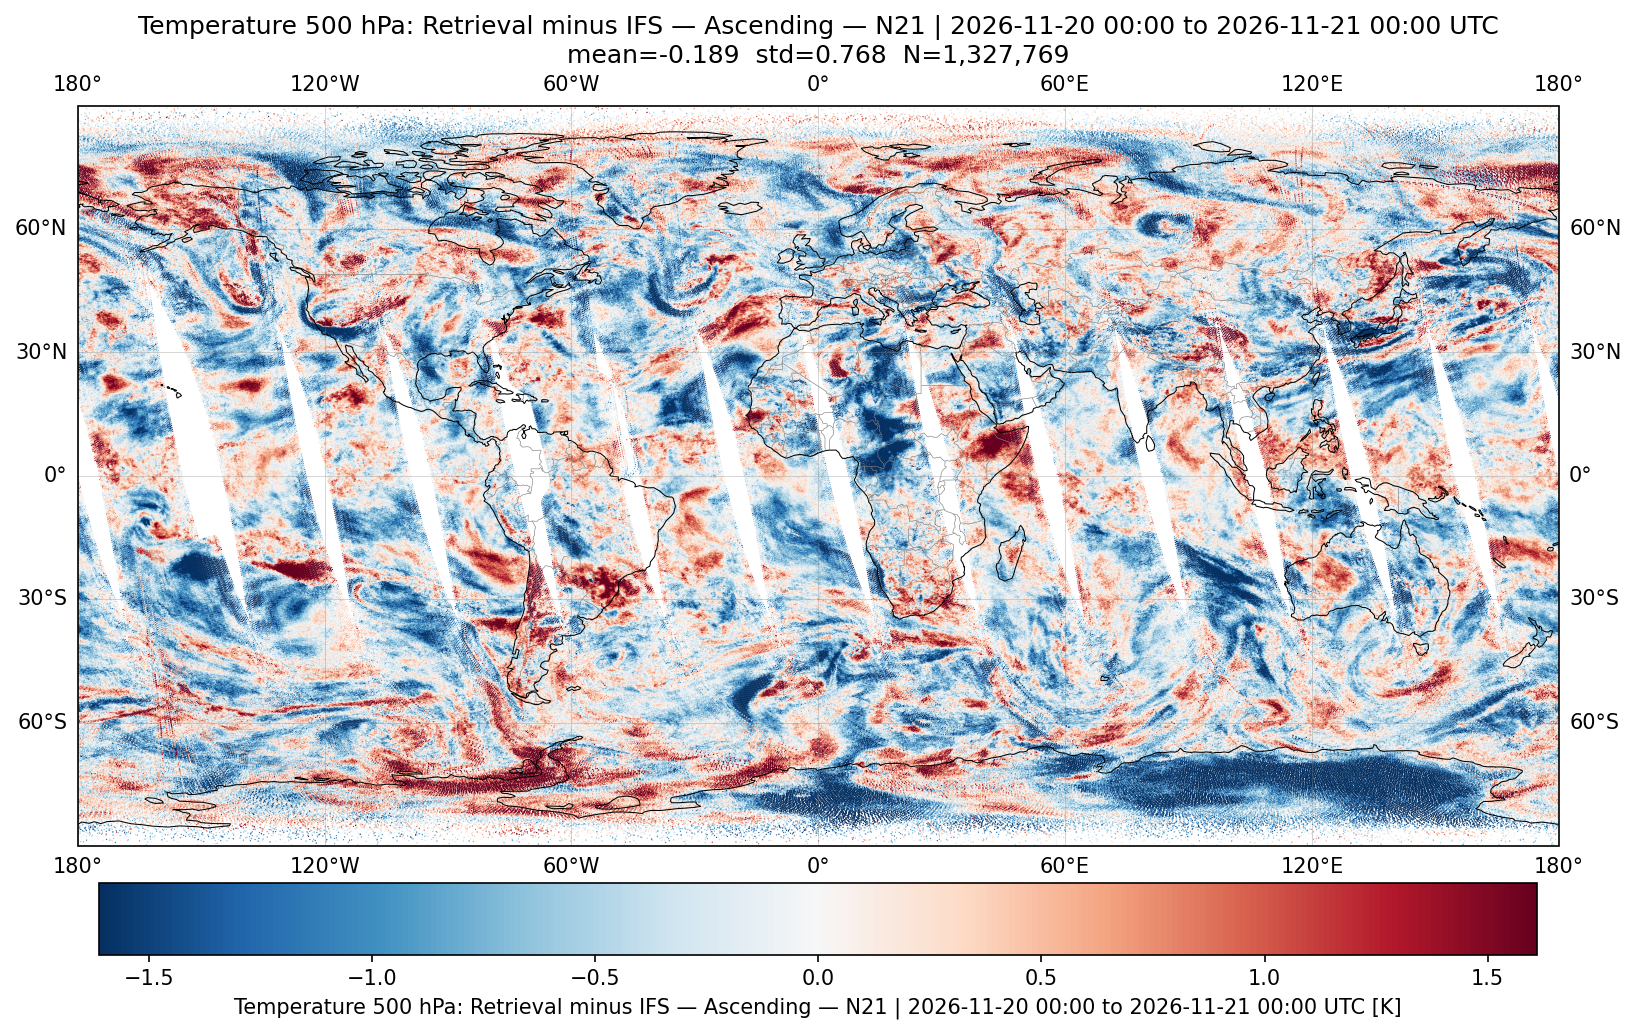 Temperature 500 hPa: Retrieval minus IFS — Ascending — N21 | 2026-11-20 00:00 to 2026-11-21 00:00 UTC
mean=-0.189  std=0.768  N=1,327,769
180° 120°W 60°W 0° 60°E 120°E 180°
60°N 60°N
30°N 30°N
0° 0°
30°S 30°S
60°S 60°S
180° 120°W 60°W 0° 60°E 120°E 180°
−1.5 −1.0 −0.5 0.0 0.5 1.0 1.5
Temperature 500 hPa: Retrieval minus IFS — Ascending — N21 | 2026-11-20 00:00 to 2026-11-21 00:00 UTC [K]